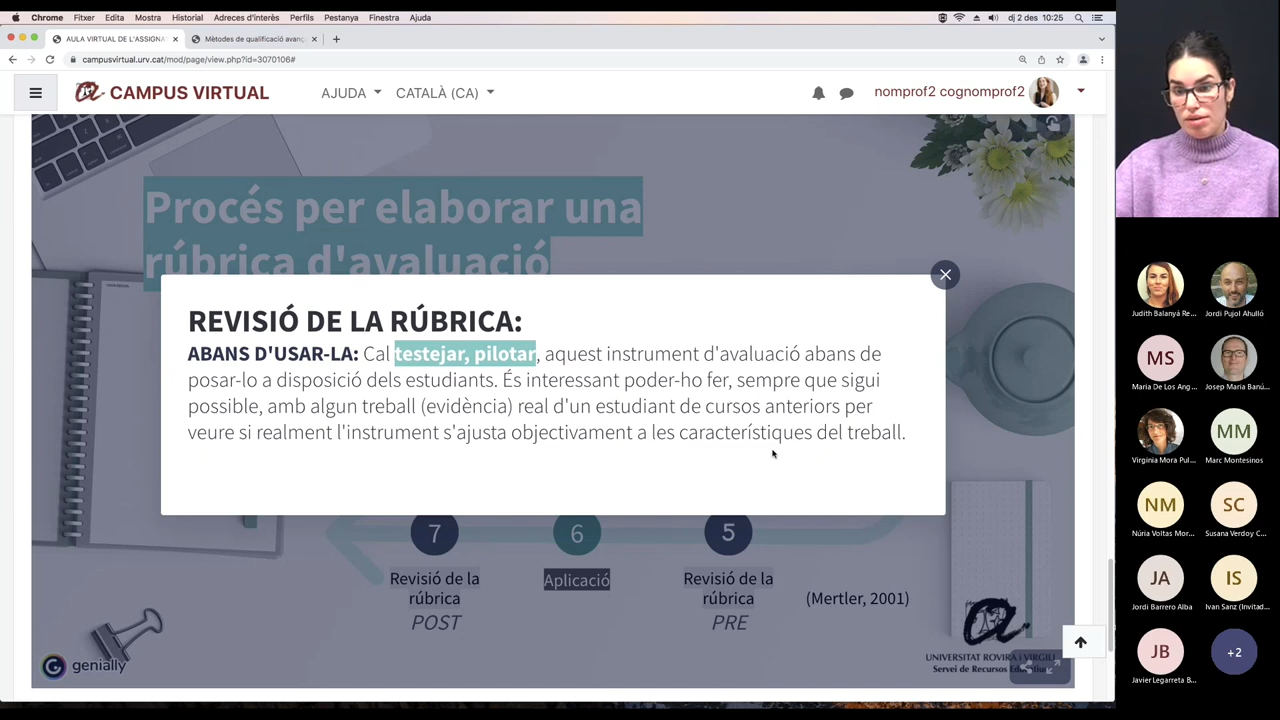 Chrome Fitxer Edita Mostra Historial Adreces d'interès Perfils Pestanya Finestra Ajuda dj 2 des 10:25
AULA VIRTUAL DE L'ASSIGNA Mètodes de qualificació avanç
campusvirtual.urv.cat/mod/page/view.php?id=3070106#
CAMPUS VIRTUAL AJUDA CATALÀ (CA) nomprof2 cognomprof2
Procés per elaborar una
rúbrica d'avaluació
REVISIÓ DE LA RÚBRICA:
ABANS D'USAR-LA: Cal testejar, pilotar, aquest instrument d'avaluació abans de
posar-lo a disposició dels estudiants. És interessant poder-ho fer, sempre que sigui
possible, amb algun treball (evidència) real d'un estudiant de cursos anteriors per
veure si realment l'instrument s'ajusta objectivament a les característiques del treball.
7 6 5
Revisió de la
rúbrica
POST
Aplicació
Revisió de la
rúbrica
PRE
(Mertler, 2001)
genially
UNIVERSITAT ROVIRA i VIRGILI
Servei de Recursos
Judith Balanyà Re... Jordi Pujol Ahulló
MS
Maria De Los Ang... Josep Maria Banú...
MM
Virginia Mora Pul... Marc Montesinos
NM SC
Núria Voltas Mor... Susana Verdoy C...
JA IS
Jordi Barrero Alba Ivan Sanz (Invitad...
JB +2
Javier Legarreta B...